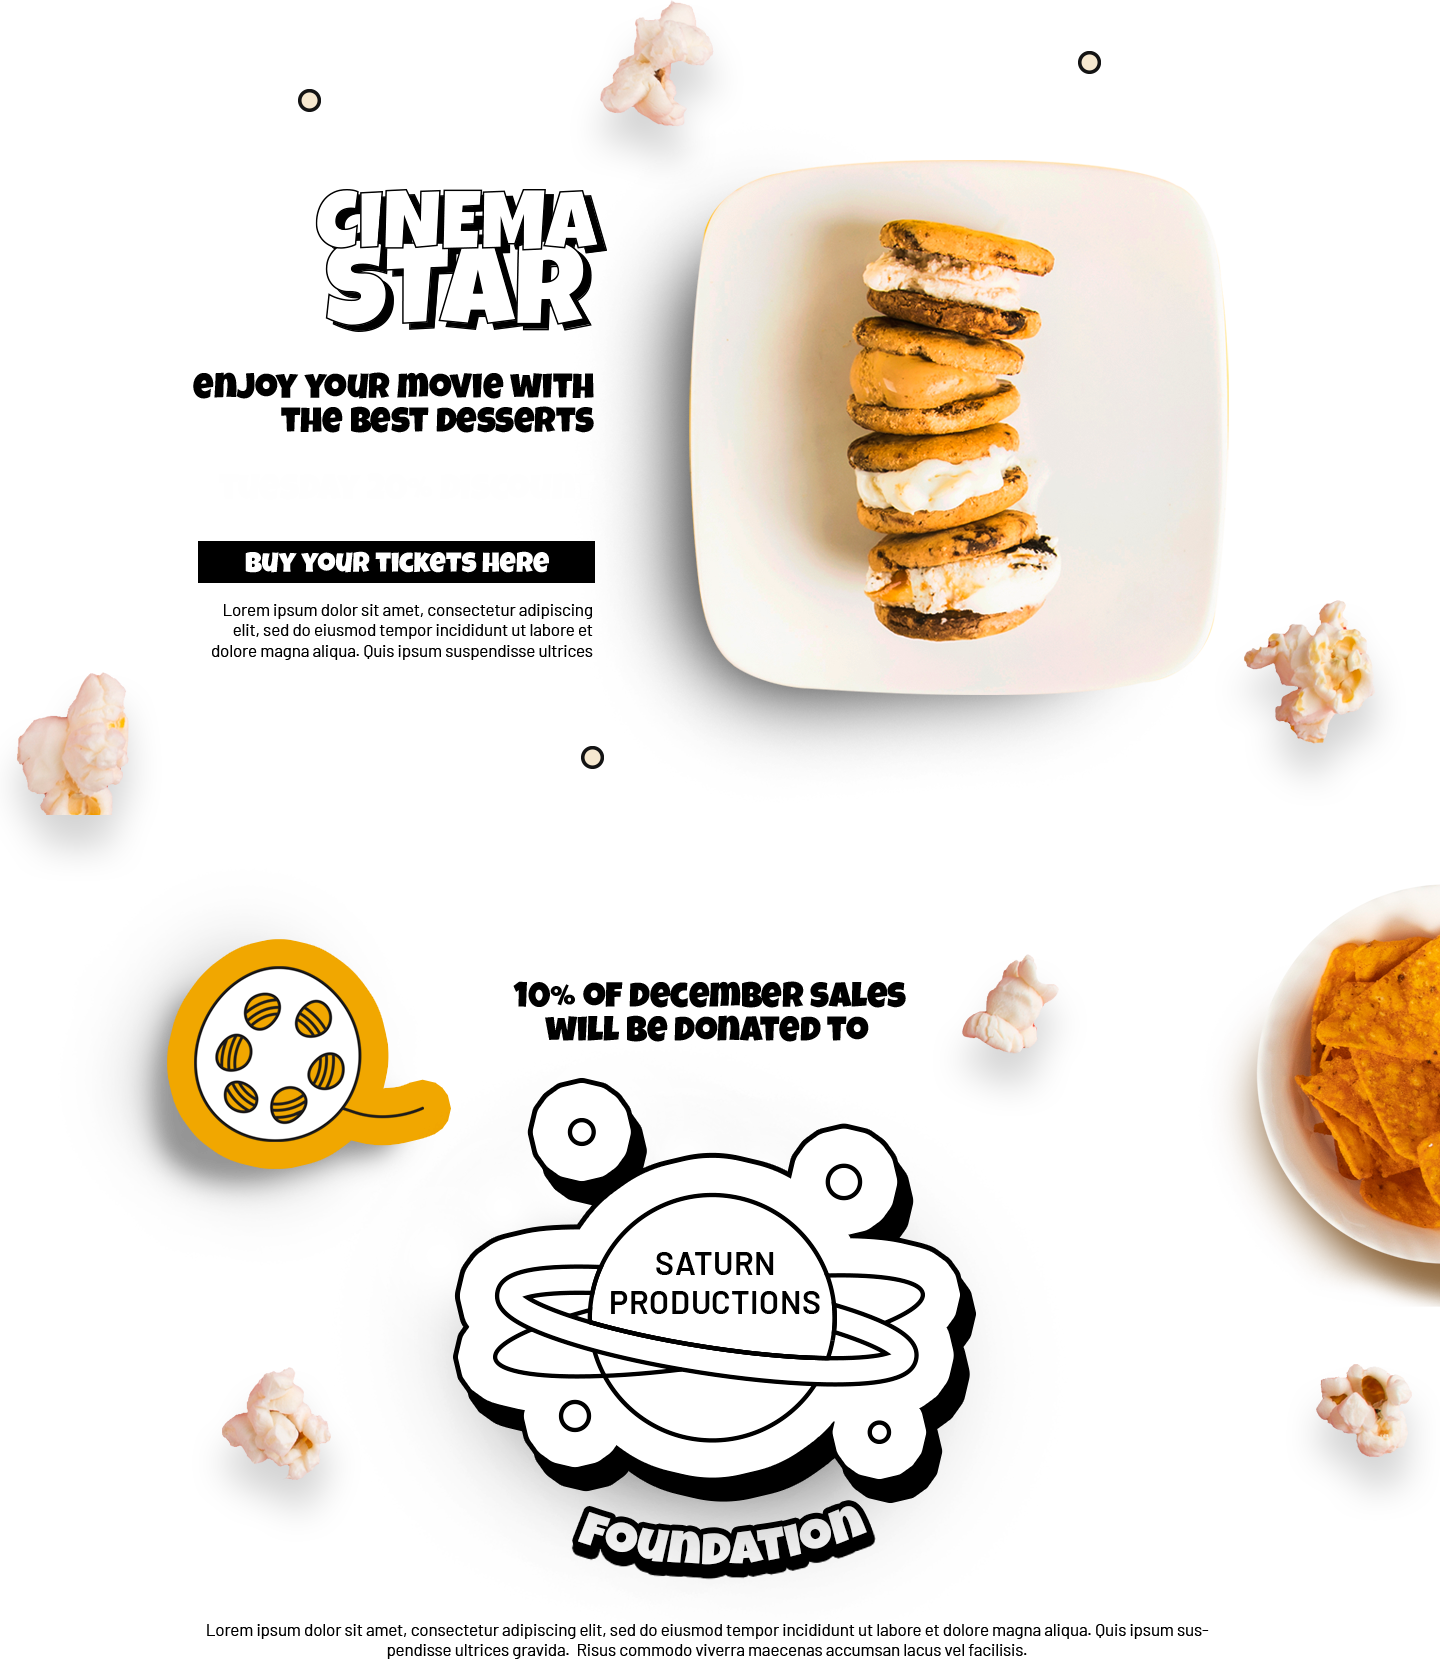 CINEMA
STAR
enjoy your movie with
the best desserts
Buy your tickets here
Lorem ipsum dolor sit amet, consectetur adipiscing
elit, sed do eiusmod tempor incididunt ut labore et
dolore magna aliqua. Quis ipsum suspendisse ultrices
10% of december sales
will be donated to
SATURN
PRODUCTIONS
Foundation
Lorem ipsum dolor sit amet, consectetur adipiscing elit, sed do eiusmod tempor incididunt ut labore et dolore magna aliqua. Quis ipsum sus-
pendisse ultrices gravida.  Risus commodo viverra maecenas accumsan lacus vel facilisis.